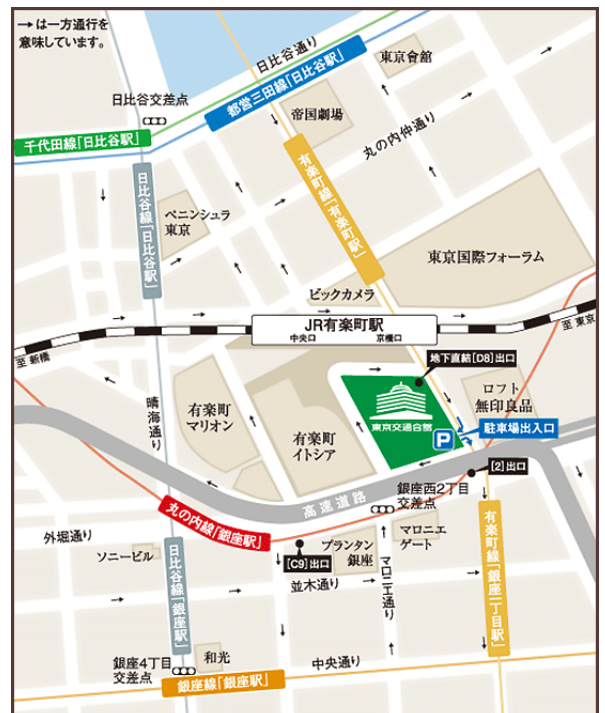 →は一方通行を
意味しています。
日比谷通り
東京會館
日比谷交差点
都営三田線「日比谷駅」
帝国劇場
千代田線「日比谷駅」
丸の内仲通り
日比谷線「日比谷駅」
有楽町線「有楽町駅」
ペニンシュラ
東京
東京国際フォーラム
ビックカメラ
JR有楽町駅
中央口
京橋口
至 新橋
至 東京
地下直結[D8]出口
晴海通り
有楽町
マリオン
有楽町
イトシア
東京交通会館
ロフト
無印良品
P
駐車場出入口
[2]出口
高速道路
銀座西2丁目
交差点
丸の内線「銀座駅」
外堀通り
ソニービル
[C9]出口
プランタン
銀座
マロニエ
ゲート
日比谷線「銀座駅」
並木通り
マロニエ通り
有楽町線「銀座一丁目駅」
銀座4丁目
交差点
和光
中央通り
銀座線「銀座駅」